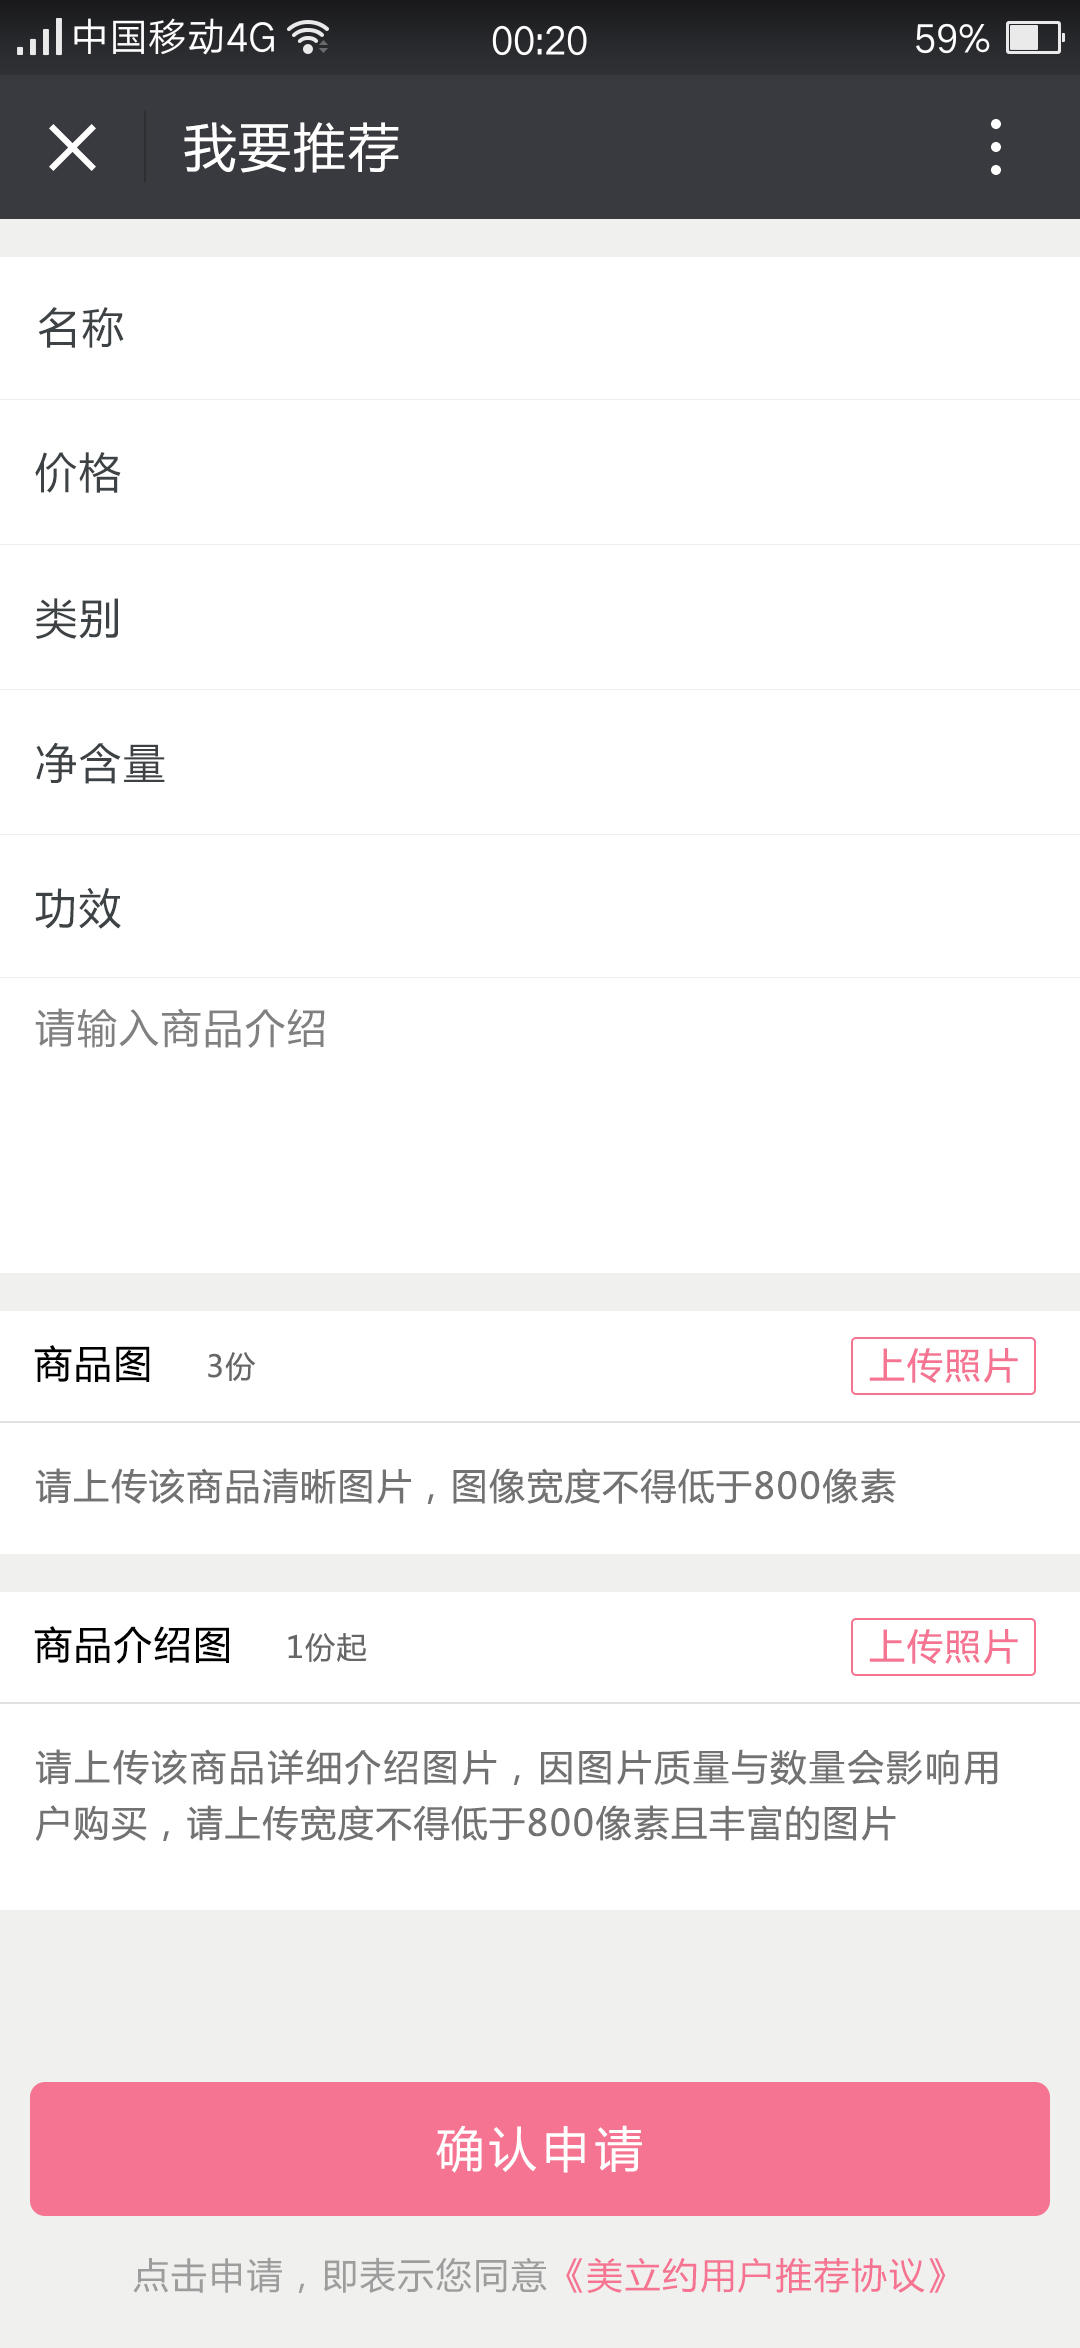 中国移动4G 00:20 59%
我要推荐
名称
价格
类别
净含量
功效
请输入商品介绍
商品图 3份 上传照片
请上传该商品清晰图片，图像宽度不得低于800像素
商品介绍图 1份起 上传照片
请上传该商品详细介绍图片，因图片质量与数量会影响用
户购买，请上传宽度不得低于800像素且丰富的图片
确认申请
点击申请，即表示您同意《美立约用户推荐协议》